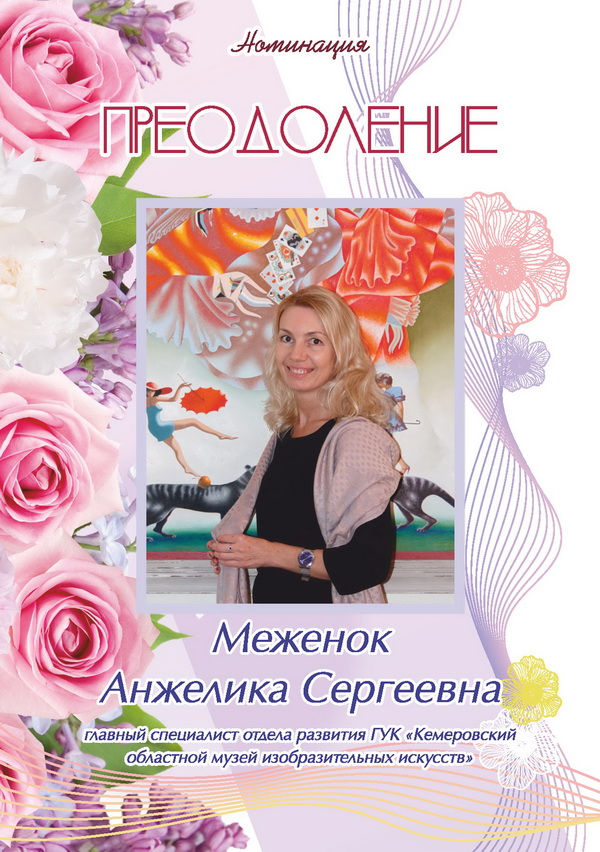 Номинация
ПРЕОДОЛЕНИЕ
Меженок
Анжелика Сергеевна
главный специалист отдела развития ГУК «Кемеровский
областной музей изобразительных искусств»